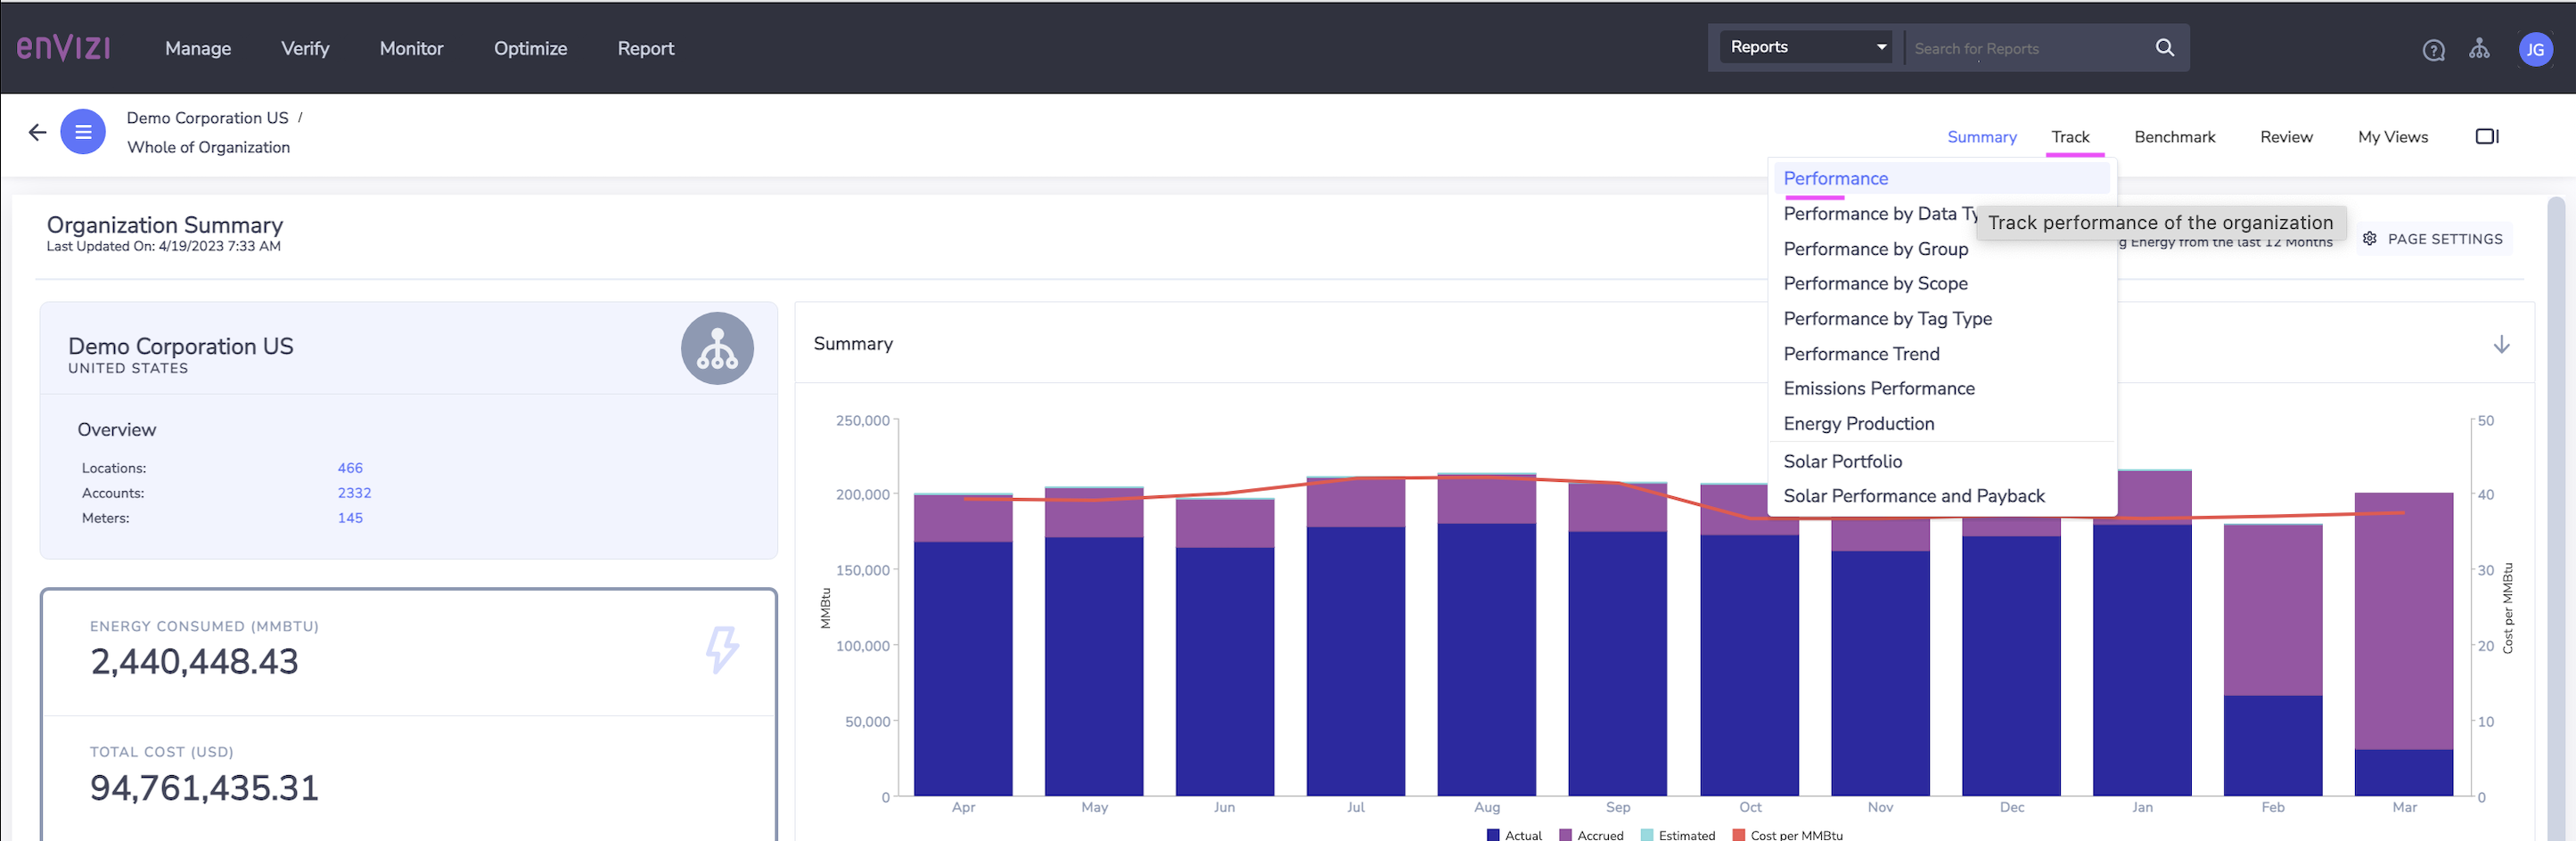 enVIZI
Manage Verify Monitor Optimize Report
Reports
Search for Reports
JG
Demo Corporation US /
Whole of Organization
Summary Track Benchmark Review My Views
Performance
Performance by Data Ty
Track performance of the organization
Performance by Group
Performance by Scope
Performance by Tag Type
Performance Trend
Emissions Performance
Energy Production
Solar Portfolio
Solar Performance and Payback
Organization Summary
Last Updated On: 4/19/2023 7:33 AM
g Energy from the last 12 Months
PAGE SETTINGS
Demo Corporation US
UNITED STATES
Overview
Locations: 466
Accounts: 2332
Meters: 145
ENERGY CONSUMED (MMBTU)
2,440,448.43
TOTAL COST (USD)
94,761,435.31
Summary
250,000
200,000
150,000
100,000
50,000
0
MMBtu
50
40
30
20
10
0
Cost per MMBtu
Apr May Jun Jul Aug Sep Oct Nov Dec Jan Feb Mar
Actual Accrued Estimated Cost per MMBtu